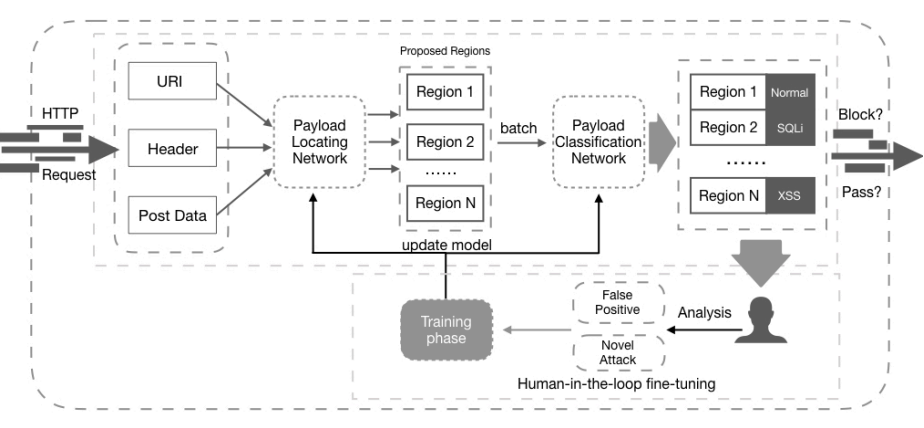 HTTP
Request
URI
Header
Post Data
Payload
Locating
Network
Proposed Regions
Region 1
Region 2
......
Region N
batch
Payload
Classification
Network
Region 1 Normal
Region 2 SQLi
......
Region N XSS
Block?
Pass?
update model
Training
phase
False
Positive
Novel
Attack
Analysis
Human-in-the-loop fine-tuning